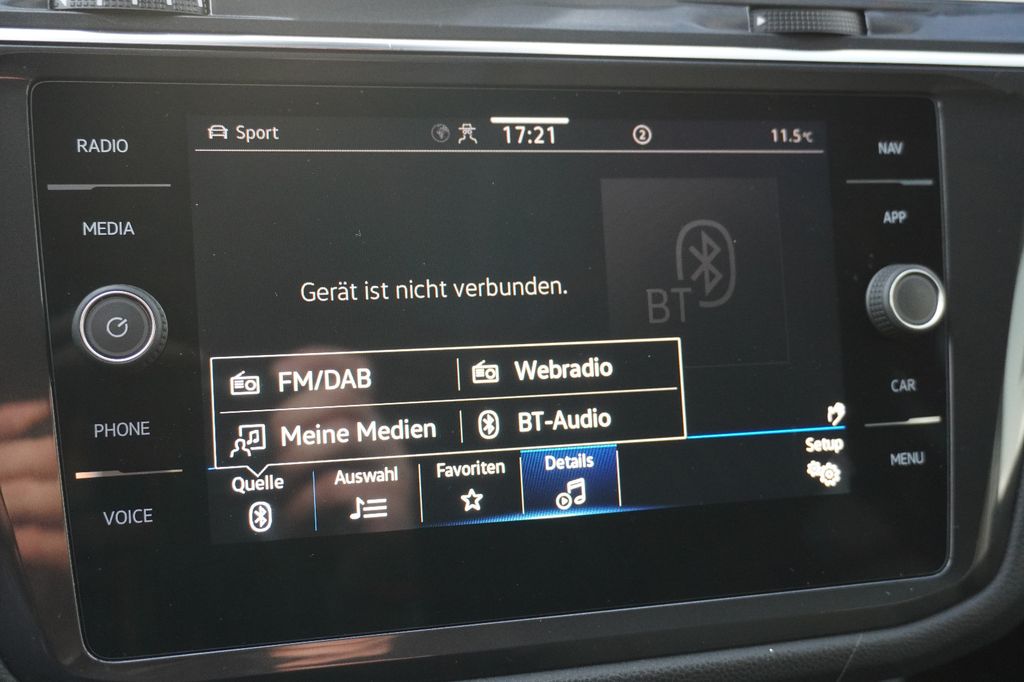 RADIO
MEDIA
PHONE
VOICE
Sport
17:21
2
11.5°C
Gerät ist nicht verbunden.
BT
FM/DAB
Webradio
Meine Medien
BT-Audio
Quelle
Auswahl
Favoriten
Details
Setup
NAV
APP
CAR
MENU